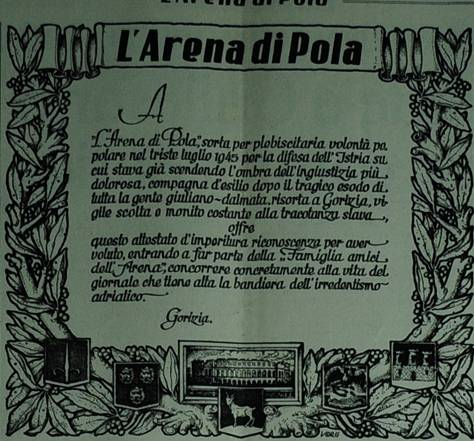 L'Arena di Pola
L'Arena di Pola
A
"L'Arena di Pola", sorta per plebiscitaria volontà po,
polare nel triste luglio 1945 per la difesa dell'Istria su
cui stava già scendendo l'ombra dell'ingiustizia più
dolorosa, compagna d'esilio dopo il tragico esodo di
tutta la gente giuliano-dalmata, risorta a Gorizia, vi,
gile scolta e monito costante alla tracotanza slava,
offre
questo attestato d'imperitura riconoscenza per aver
voluto, entrando a far parte della "Famiglia amici
dell'Arena", concorrere concretamente alla vita del
giornale che tiene alta la bandiera dell'irredentismo
adriatico.
Gorizia.